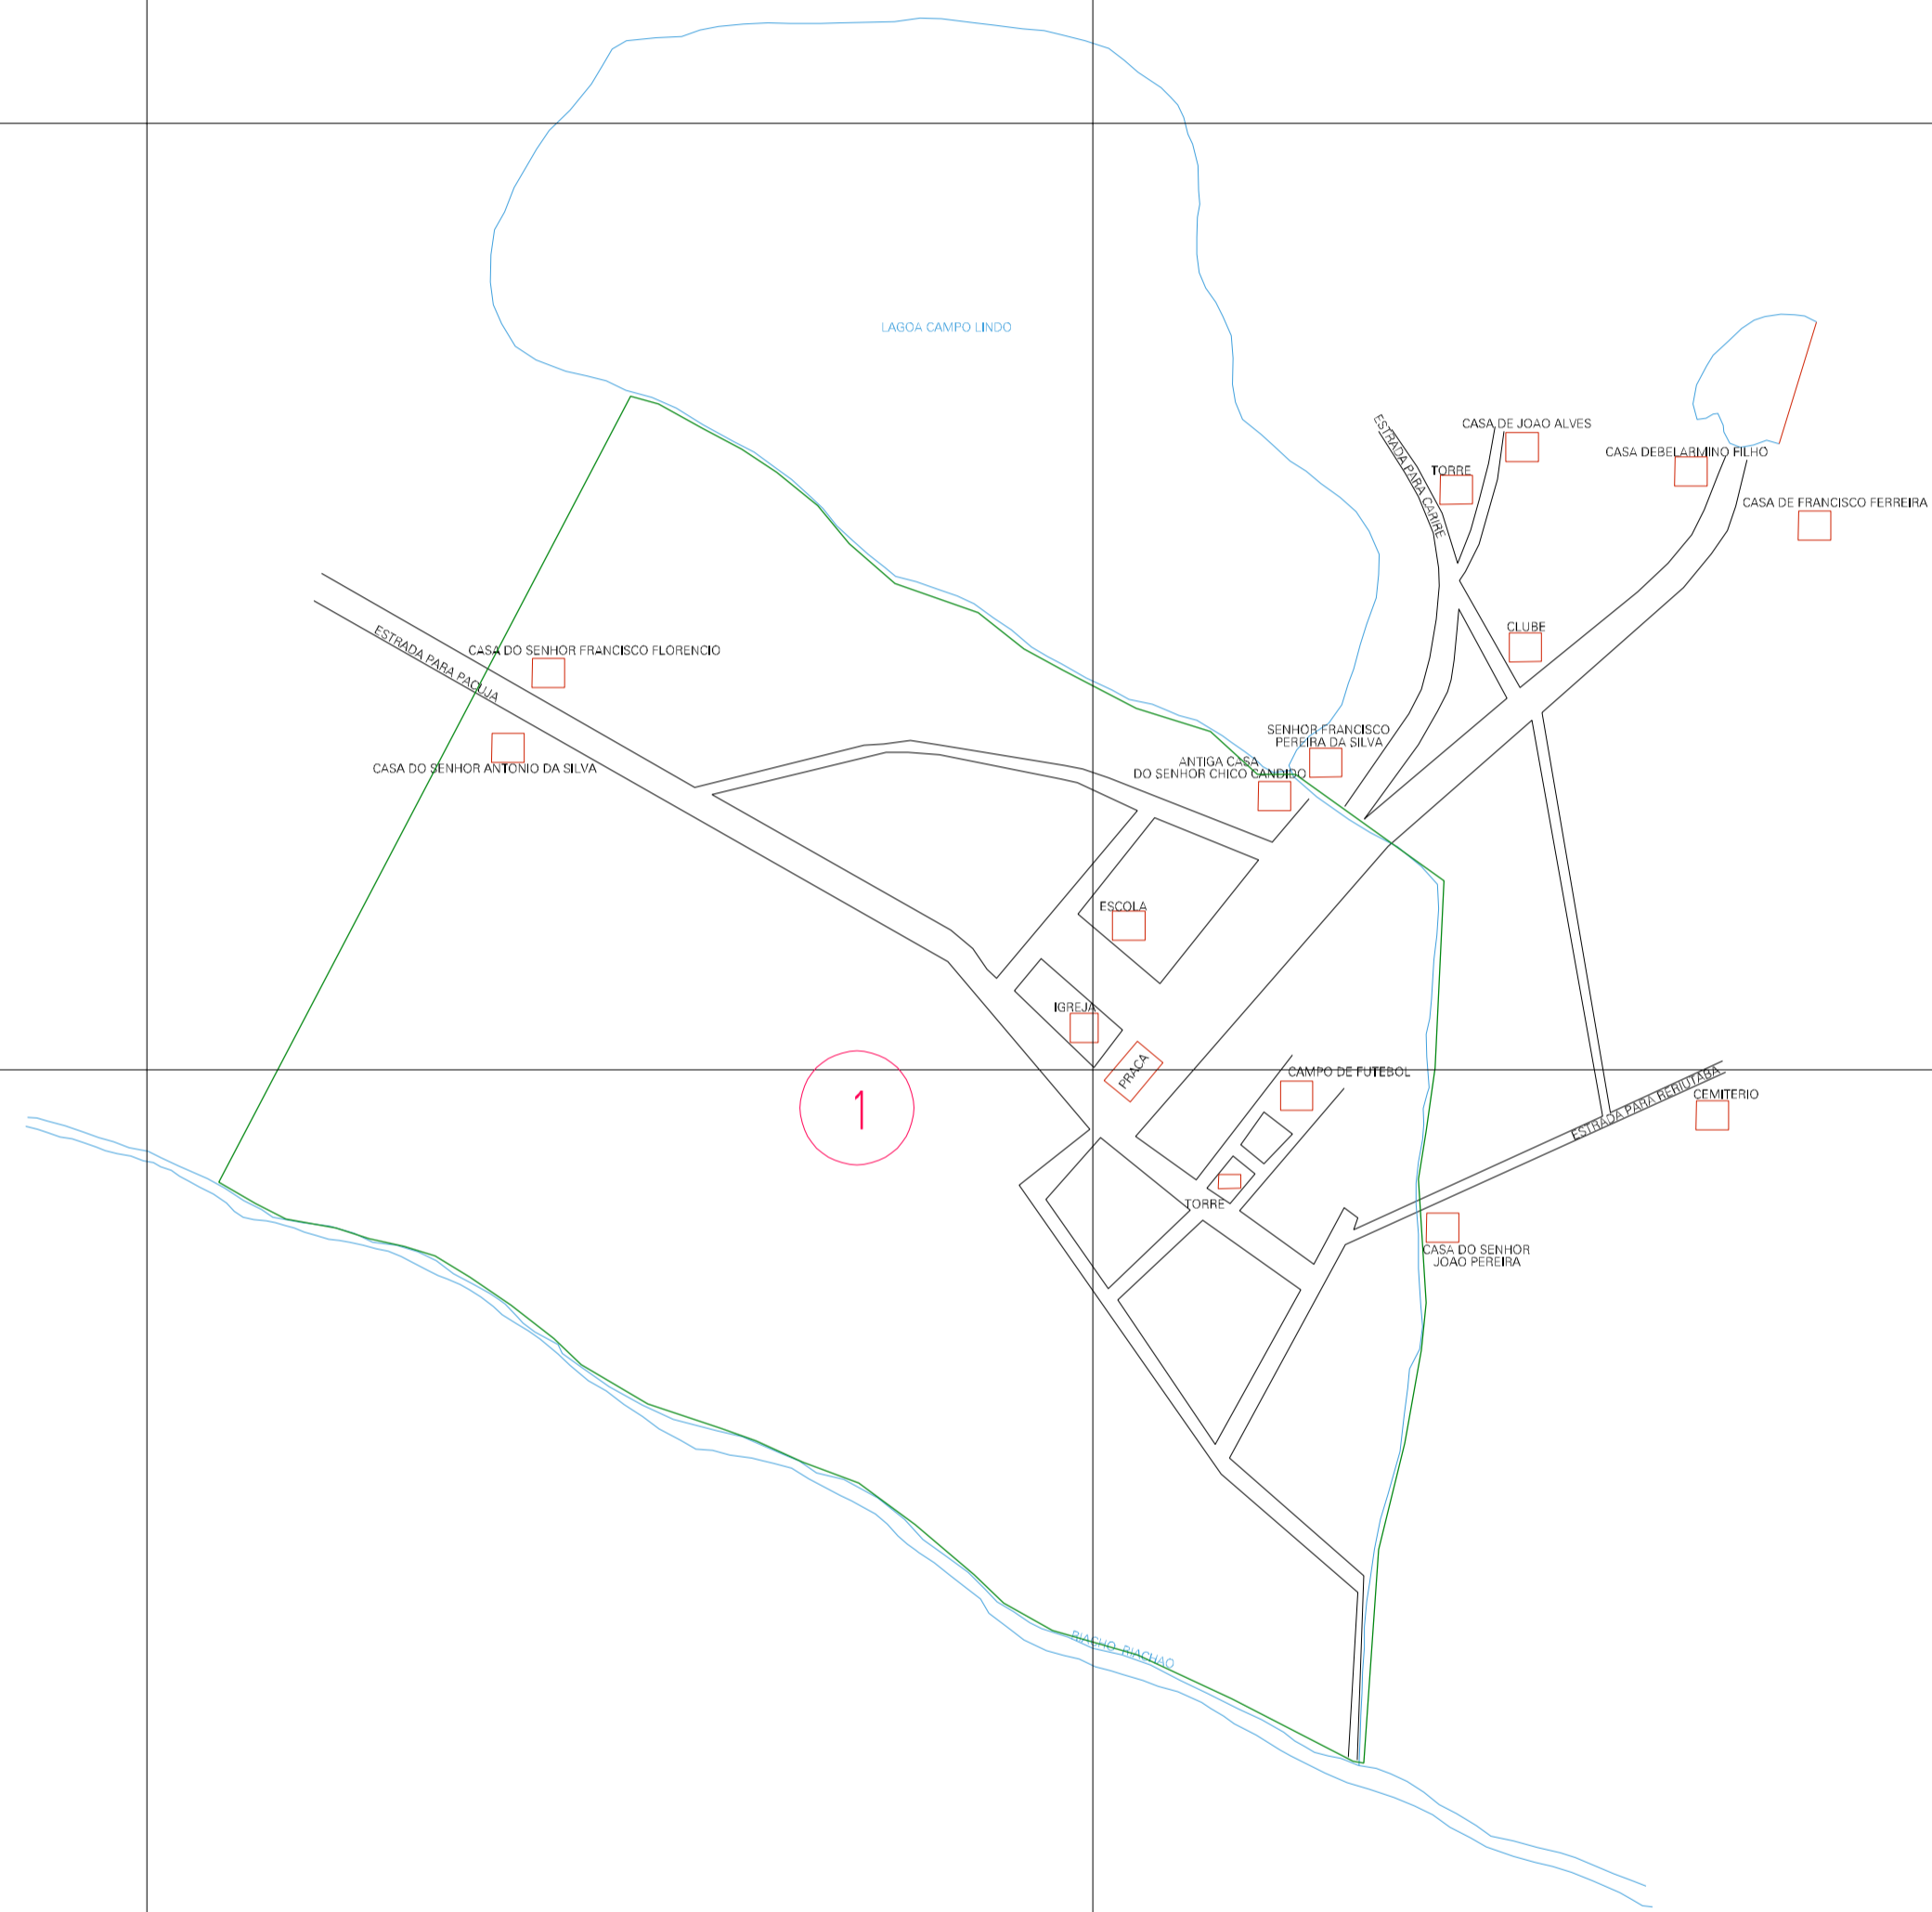 LAGOA CAMPO LINDO
ESTRADA PARA CARIRE
CASA DE JOAO ALVES
TORRE
CASA DEBELARMINO FILHO
CASA DE FRANCISCO FERREIRA
CLUBE
ESTRADA PARA PACUJA
CASA DO SENHOR FRANCISCO FLORENCIO
CASA DO SENHOR ANTONIO DA SILVA
SENHOR FRANCISCO
PEREIRA DA SILVA
ANTIGA CASA
DO SENHOR CHICO CANDIDO
ESCOLA
IGREJA
PRACA
1
CAMPO DE FUTEBOL
ESTRADA PARA RERIUTABA
CEMITERIO
TORRE
CASA DO SENHOR
JOAO PEREIRA
RIACHO RIACHAO